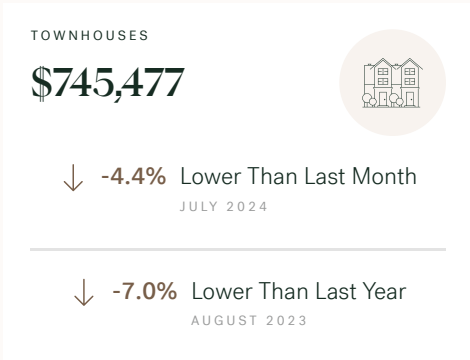 TOWNHOUSES
$745,477
-4.4% Lower Than Last Month
JULY 2024
-7.0% Lower Than Last Year
AUGUST 2023